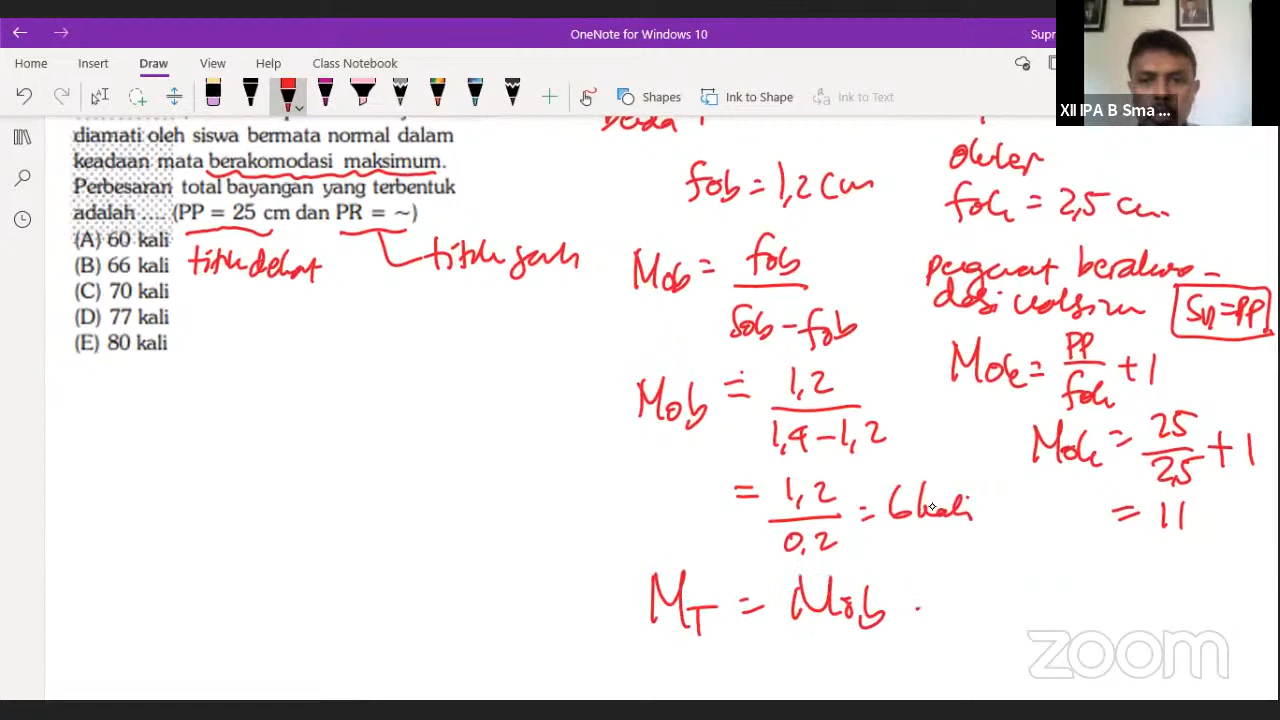 OneNote for Windows 10
Supr
Home Insert Draw View Help Class Notebook
Shapes Ink to Shape Ink to Text
XII IPA B Sma ...
diamati oleh siswa bermata normal dalam
keadaan mata berakomodasi maksimum.
Perbesaran total bayangan yang terbentuk
adalah .... (PP = 25 cm dan PR = ~)
(A) 60 kali
(B) 66 kali
(C) 70 kali
(D) 77 kali
(E) 80 kali
titik dekat
titik jauh
fob = 1,2 cm
Mob = fob
Sob - fob
Mob = 1,2
1,4 - 1,2
= 1,2
0,2
= 6 kali
MT = Mob .
okuler
fok = 2,5 cm
Sn = PP
Mok = PP
fok
+ 1
Mok = 25
2,5
+ 1
= 11
zoom